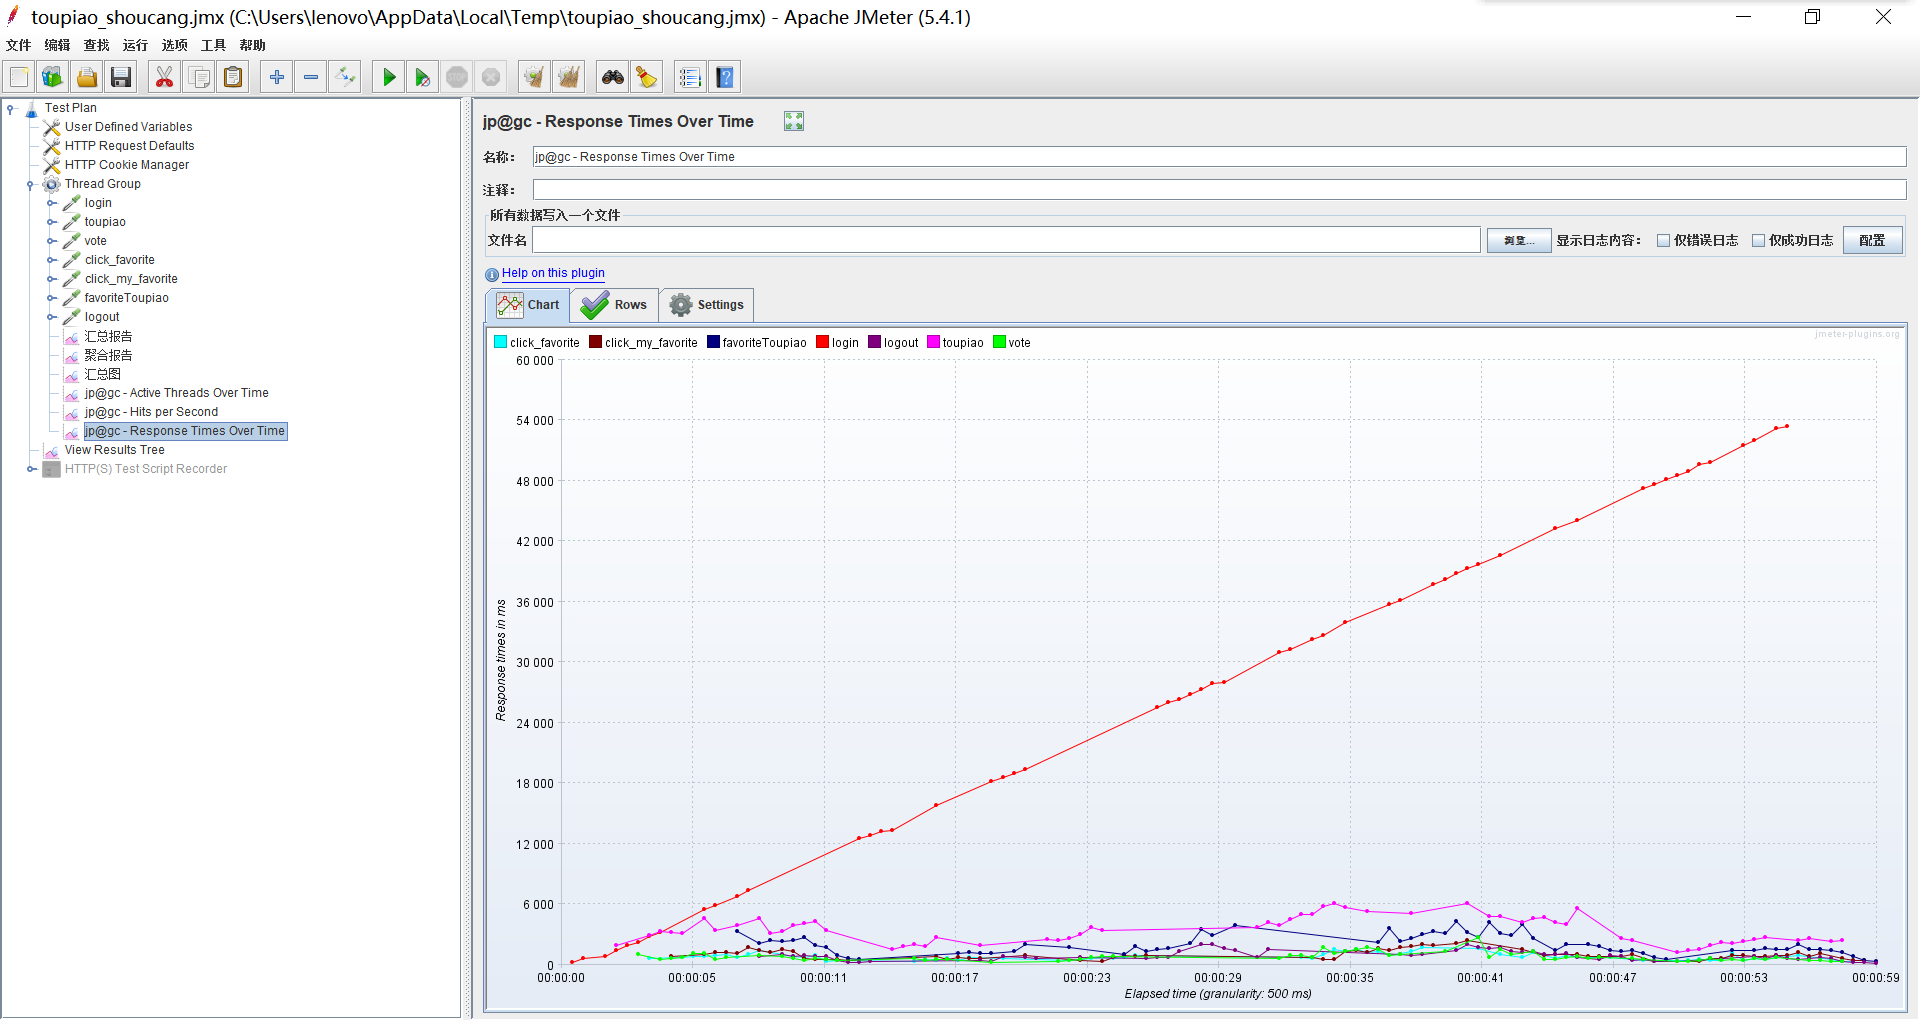 toupiao_shoucang.jmx (C:\Users\lenovo\AppData\Local\Temp\toupiao_shoucang.jmx) - Apache JMeter (5.4.1)
文件 编辑 查找 运行 选项 工具 帮助
STOP
Test Plan
User Defined Variables
HTTP Request Defaults
HTTP Cookie Manager
Thread Group
login
toupiao
vote
click_favorite
click_my_favorite
favoriteToupiao
logout
汇总报告
聚合报告
汇总图
jp@gc - Active Threads Over Time
jp@gc - Hits per Second
jp@gc - Response Times Over Time
View Results Tree
HTTP(S) Test Script Recorder
jp@gc - Response Times Over Time
名称： jp@gc - Response Times Over Time
注释：
所有数据写入一个文件
文件名 浏览... 显示日志内容： 仅错误日志 仅成功日志 配置
Help on this plugin
Chart Rows Settings
click_favorite click_my_favorite favoriteToupiao login logout toupiao vote
jmeter-plugins.org
60 000
54 000
48 000
42 000
36 000
30 000
24 000
18 000
12 000
6 000
0
Response times in ms
00:00:00 00:00:05 00:00:11 00:00:17 00:00:23 00:00:29 00:00:35 00:00:41 00:00:47 00:00:53 00:00:59
Elapsed time (granularity: 500 ms)